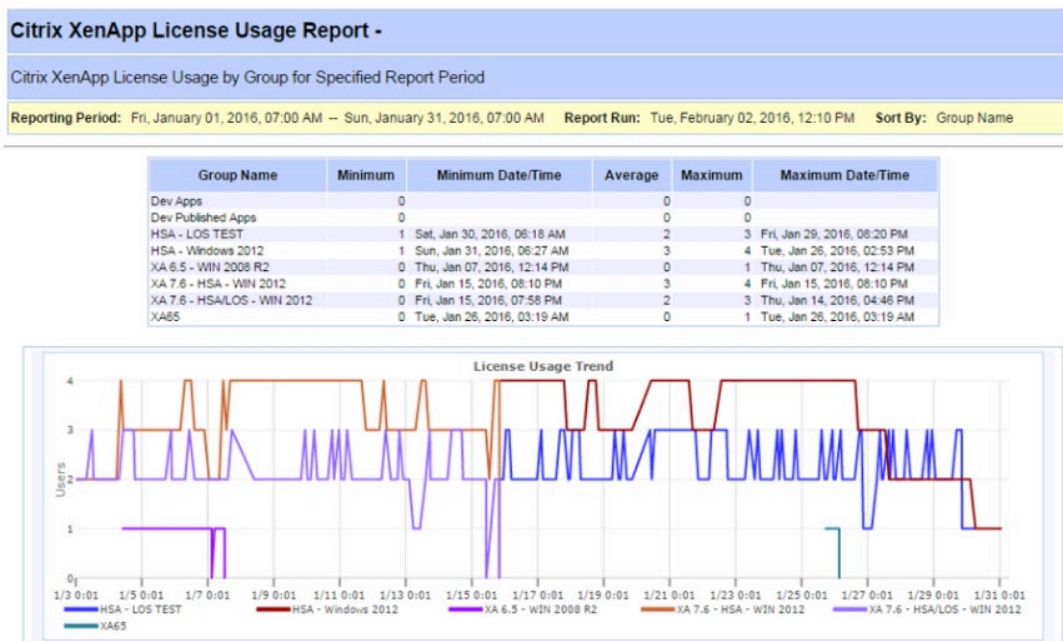 Citrix XenApp License Usage Report -
Citrix XenApp License Usage by Group for Specified Report Period
Reporting Period: Fri, January 01, 2016, 07:00 AM -- Sun, January 31, 2016, 07:00 AM Report Run: Tue, February 02, 2016, 12:10 PM Sort By: Group Name
Group Name Minimum Minimum Date/Time Average Maximum Maximum Date/Time
Dev Apps 0 0 0
Dev Published Apps 0 0 0
HSA - LOS TEST 1 Sat, Jan 30, 2016, 06:18 AM 2 3 Fri, Jan 29, 2016, 08:20 PM
HSA - Windows 2012 1 Sun, Jan 31, 2016, 06:27 AM 3 4 Tue, Jan 26, 2016, 02:53 PM
XA 6.5 - WIN 2008 R2 0 Thu, Jan 07, 2016, 12:14 PM 0 1 Thu, Jan 07, 2016, 12:14 PM
XA 7.6 - HSA - WIN 2012 0 Fri, Jan 15, 2016, 08:10 PM 3 4 Fri, Jan 15, 2016, 08:10 PM
XA 7.6 - HSA/LOS - WIN 2012 0 Fri, Jan 15, 2016, 07:58 PM 2 3 Thu, Jan 14, 2016, 04:46 PM
XA65 0 Tue, Jan 26, 2016, 03:19 AM 0 1 Tue, Jan 26, 2016, 03:19 AM
License Usage Trend
Users
4
3
2
1
0
1/3 0:01 1/5 0:01 1/7 0:01 1/9 0:01 1/11 0:01 1/13 0:01 1/15 0:01 1/17 0:01 1/19 0:01 1/21 0:01 1/23 0:01 1/25 0:01 1/27 0:01 1/29 0:01 1/31 0:01
HSA - LOS TEST HSA - Windows 2012 XA 6.5 - WIN 2008 R2 XA 7.6 - HSA - WIN 2012 XA 7.6 - HSA/LOS - WIN 2012
XA65